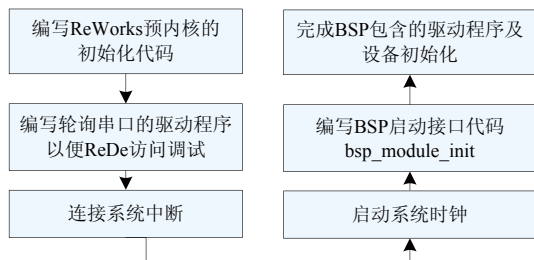 编写ReWorks预内核的
初始化代码
编写轮询串口的驱动程序
以便ReDe访问调试
连接系统中断
完成BSP包含的驱动程序及
设备初始化
编写BSP启动接口代码
bsp_module_init
启动系统时钟